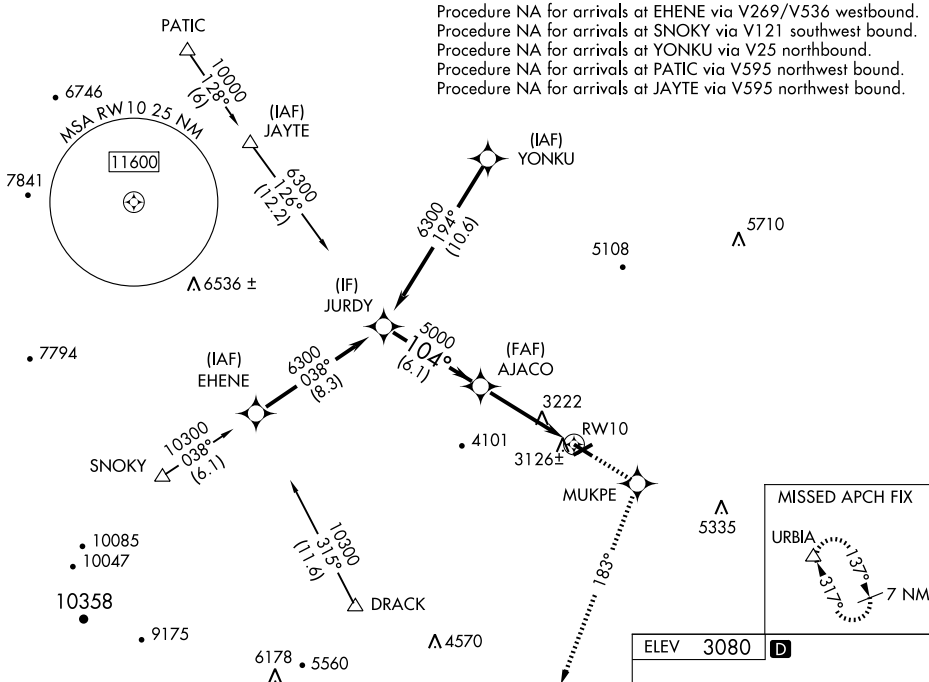 Procedure NA for arrivals at EHENE via V269/V536 westbound.
Procedure NA for arrivals at SNOKY via V121 southwest bound.
Procedure NA for arrivals at YONKU via V25 northbound.
Procedure NA for arrivals at PATIC via V595 northwest bound.
Procedure NA for arrivals at JAYTE via V595 northwest bound.
PATIC
10000
128°
(6)
6746
MSA RW10 25 NM
11600
7841
(IAF)
JAYTE
6300
126°
(12.2)
(IAF)
YONKU
6300
194°
(10.6)
5710
5108
6536 ±
(IF)
JURDY
7794
(IAF)
EHENE
6300
038°
(8.3)
5000
104°
(6.1)
(FAF)
AJACO
3222
RW10
4101
3126±
10300
038°
(6.1)
SNOKY
MUKPE
5335
MISSED APCH FIX
URBIA
137°
317°
7 NM
10085
10047
10358
9175
10300
315°
(11.6)
DRACK
183°
4570
6178
5560
ELEV 3080 D